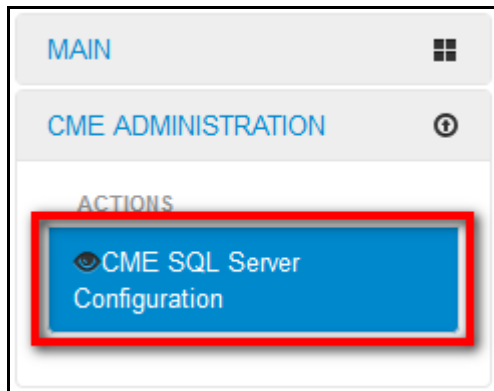 MAIN
CME ADMINISTRATION
ACTIONS
CME SQL Server
Configuration